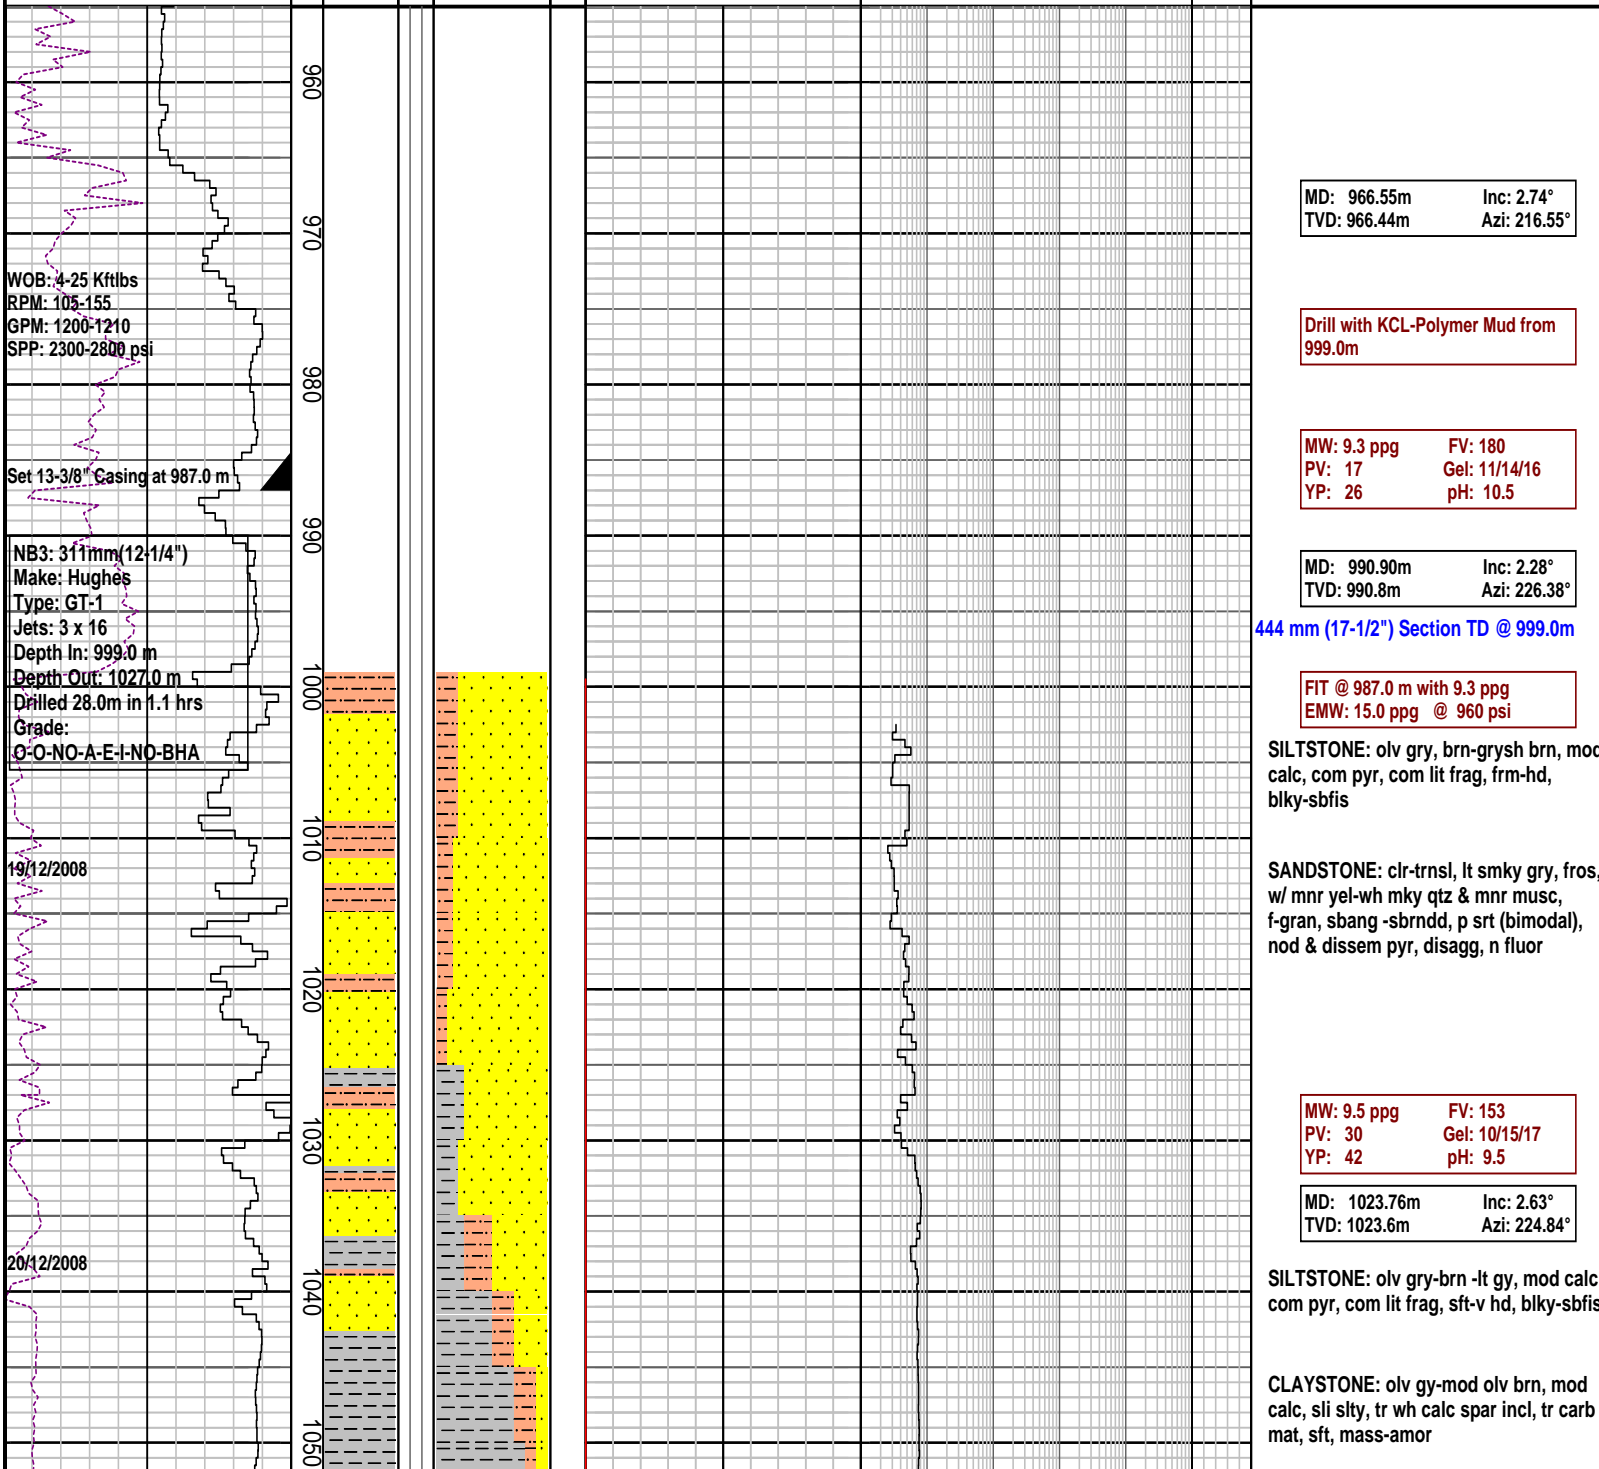 960
970
980
990
1000
1010
1020
1030
1040
1050
WOB: 4-25 Kftlbs
RPM: 105-155
GPM: 1200-1210
SPP: 2300-2800 psi
Set 13-3/8" Casing at 987.0 m
NB3: 311mm(12-1/4")
Make: Hughes
Type: GT-1
Jets: 3 x 16
Depth In: 999.0 m
Depth Out: 1027.0 m
Drilled 28.0m in 1.1 hrs
Grade:
O-O-NO-A-E-I-NO-BHA
19/12/2008
20/12/2008
MD: 966.55m Inc: 2.74°
TVD: 966.44m Azi: 216.55°
Drill with KCL-Polymer Mud from
999.0m
MW: 9.3 ppg FV: 180
PV: 17 Gel: 11/14/16
YP: 26 pH: 10.5
MD: 990.90m Inc: 2.28°
TVD: 990.8m Azi: 226.38°
444 mm (17-1/2") Section TD @ 999.0m
FIT @ 987.0 m with 9.3 ppg
EMW: 15.0 ppg @ 960 psi
SILTSTONE: olv gry, brn-grysh brn, mod
calc, com pyr, com lit frag, frm-hd,
blky-sbfis
SANDSTONE: clr-trnsl, lt smky gry, fros,
w/ mnr yel-wh mky qtz & mnr musc,
f-gran, sbang -sbrndd, p srt (bimodal),
nod & dissem pyr, disagg, n fluor
MW: 9.5 ppg FV: 153
PV: 30 Gel: 10/15/17
YP: 42 pH: 9.5
MD: 1023.76m Inc: 2.63°
TVD: 1023.6m Azi: 224.84°
SILTSTONE: olv gry-brn -lt gy, mod calc
com pyr, com lit frag, sft-v hd, blky-sbfis
CLAYSTONE: olv gy-mod olv brn, mod
calc, sli slty, tr wh calc spar incl, tr carb
mat, sft, mass-amor